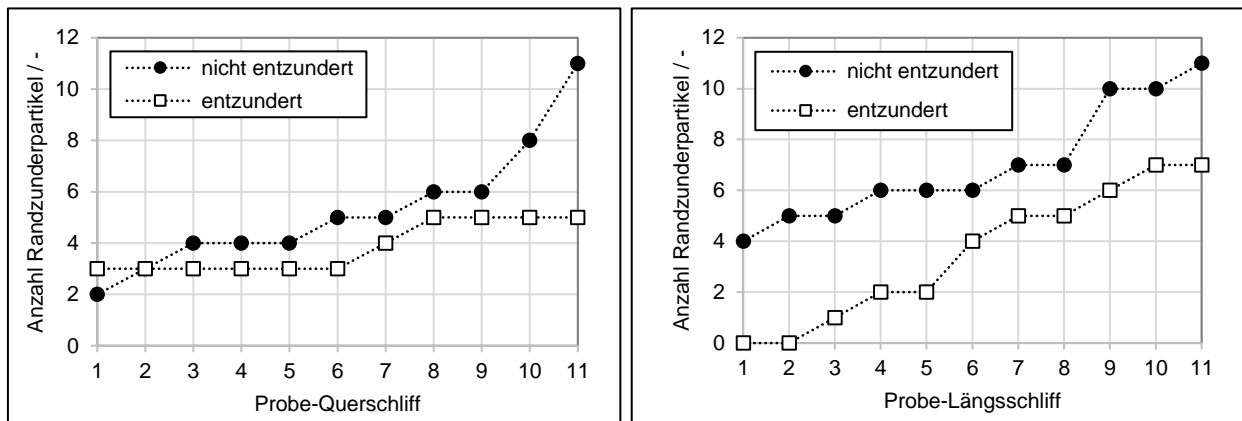 Anzahl Randzunderpartikel / -
12
10
8
6
4
2
0
nicht entzundert
entzundert
1 2 3 4 5 6 7 8 9 10 11
Probe-Querschliff
Anzahl Randzunderpartikel / -
12
10
8
6
4
2
0
nicht entzundert
entzundert
1 2 3 4 5 6 7 8 9 10 11
Probe-Längsschliff